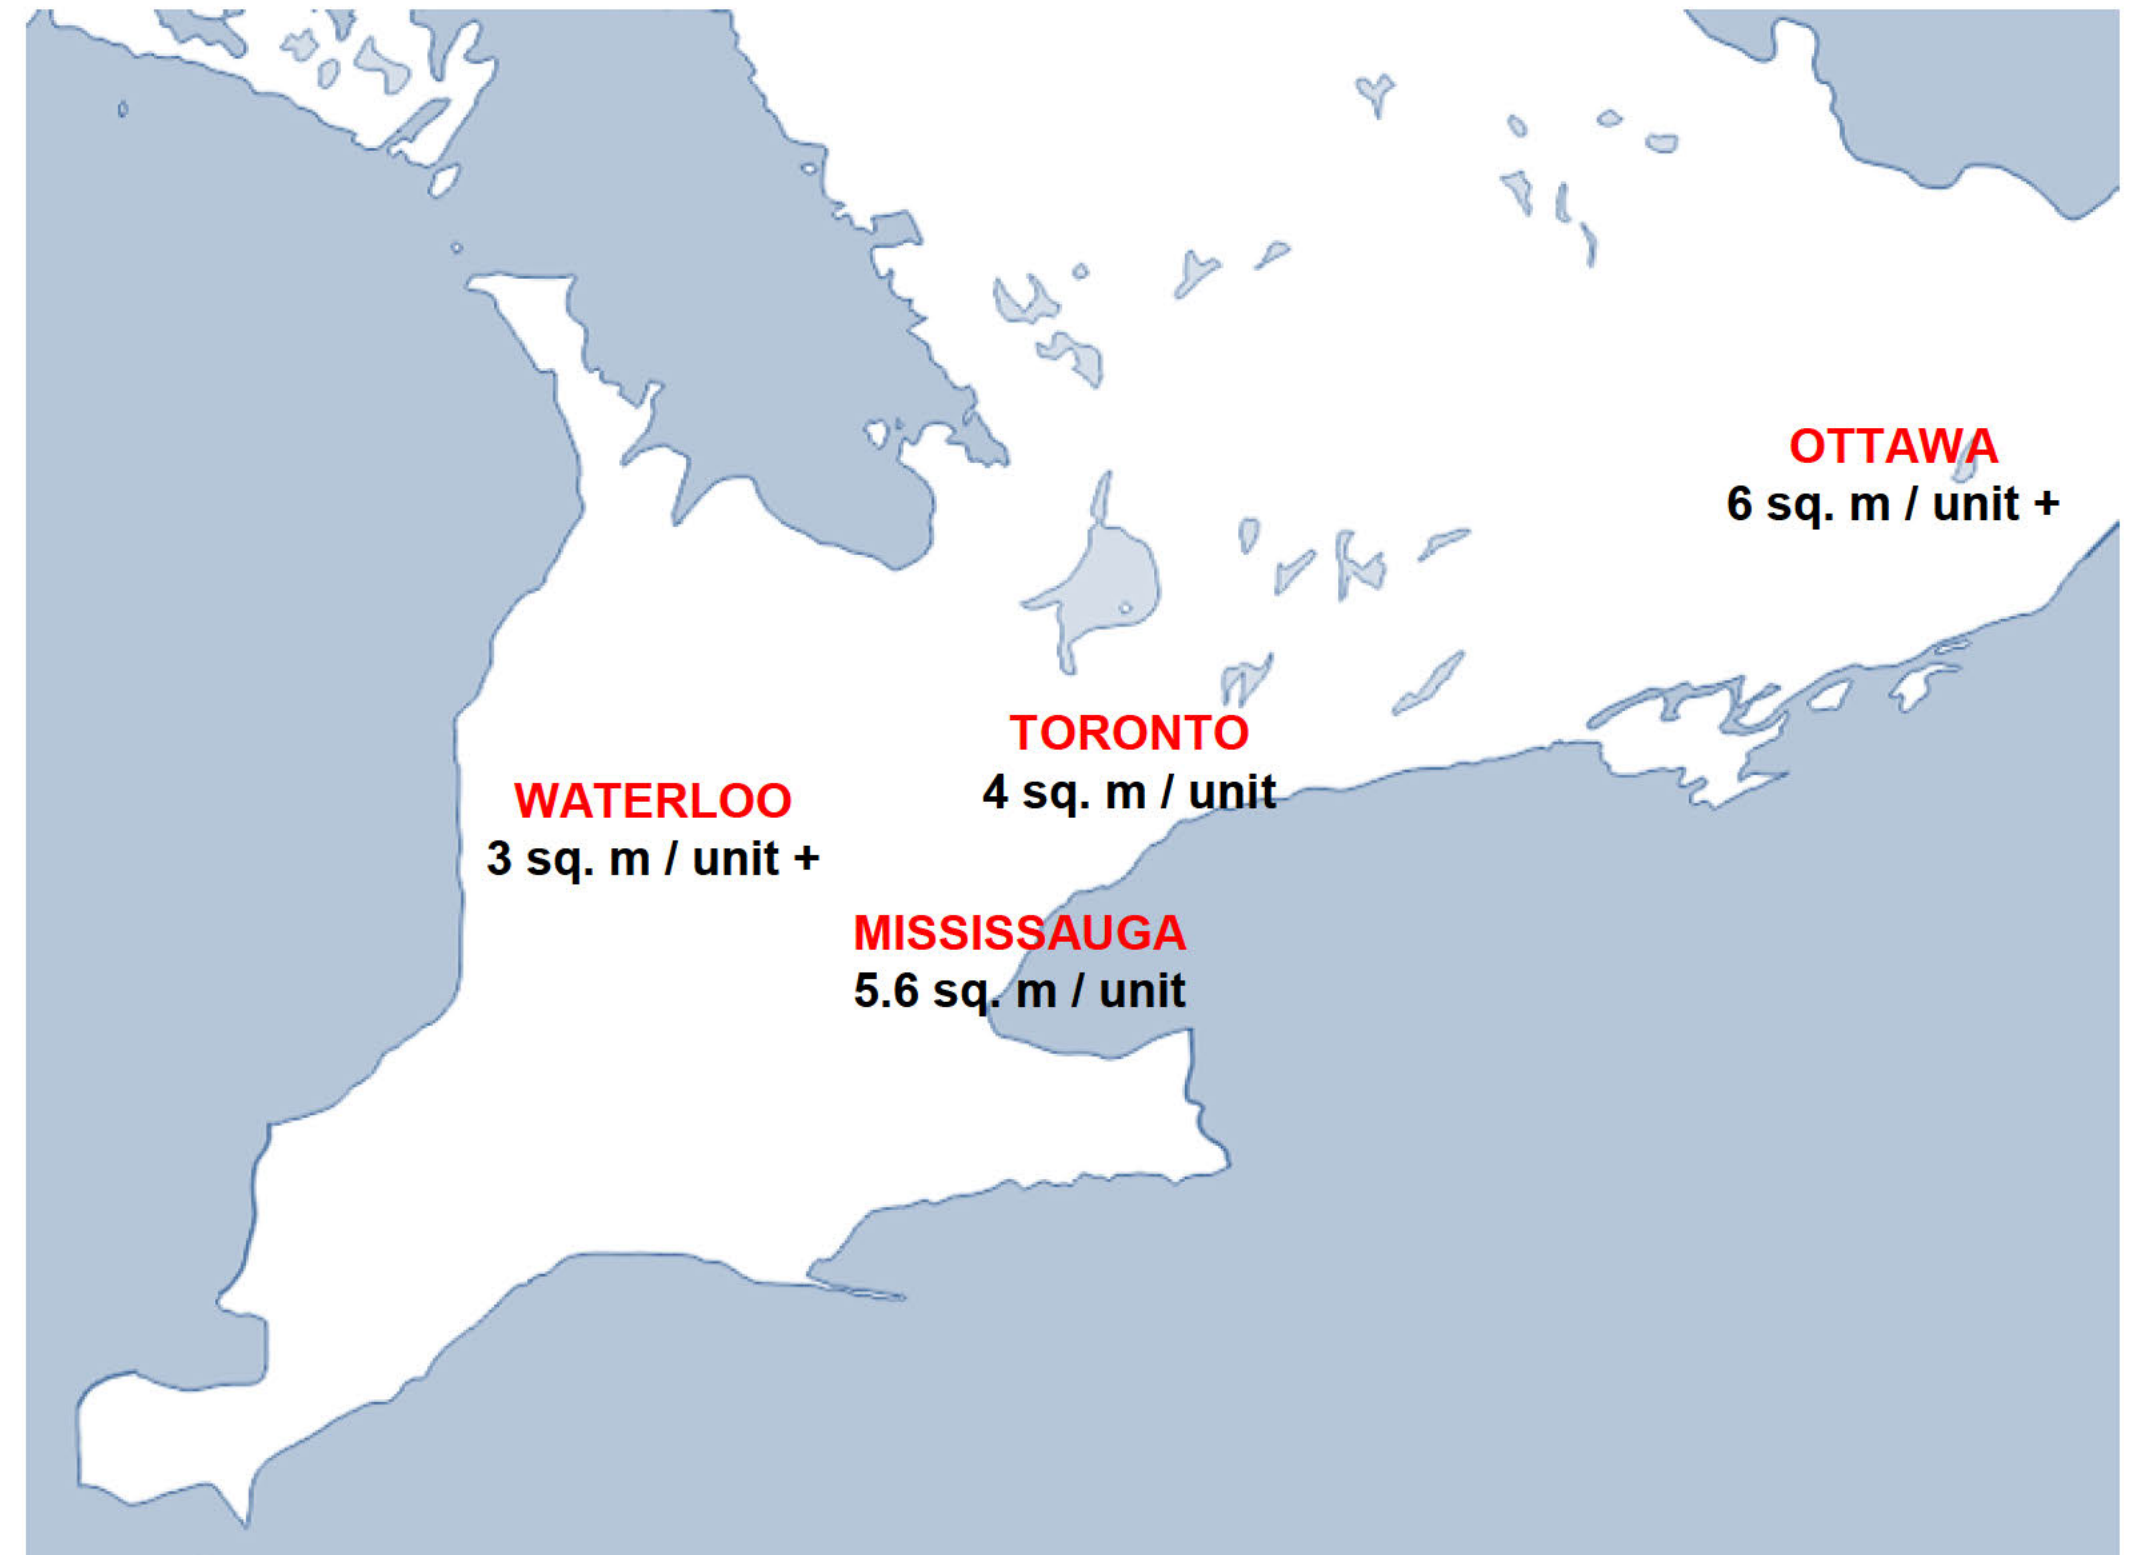 OTTAWA
6 sq. m / unit +
TORONTO
4 sq. m / unit
WATERLOO
3 sq. m / unit +
MISSISSAUGA
5.6 sq. m / unit